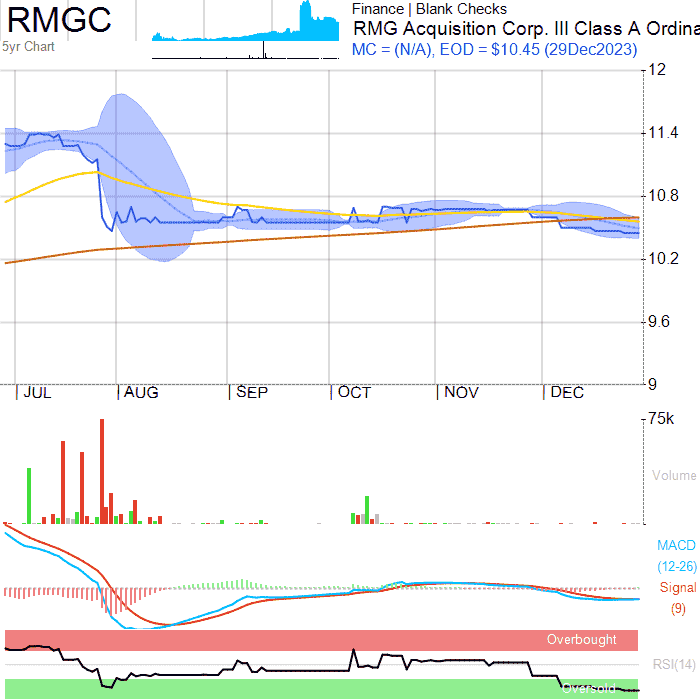 RMGC
5yr Chart
Finance | Blank Checks
RMG Acquisition Corp. III Class A Ordina
MC = (N/A), EOD = $10.45 (29Dec2023)
12
11.4
10.8
10.2
9.6
9
JUL AUG SEP OCT NOV DEC
75k
Volume
MACD
(12-26)
Signal
(9)
Overbought
RSI(14)
Oversold